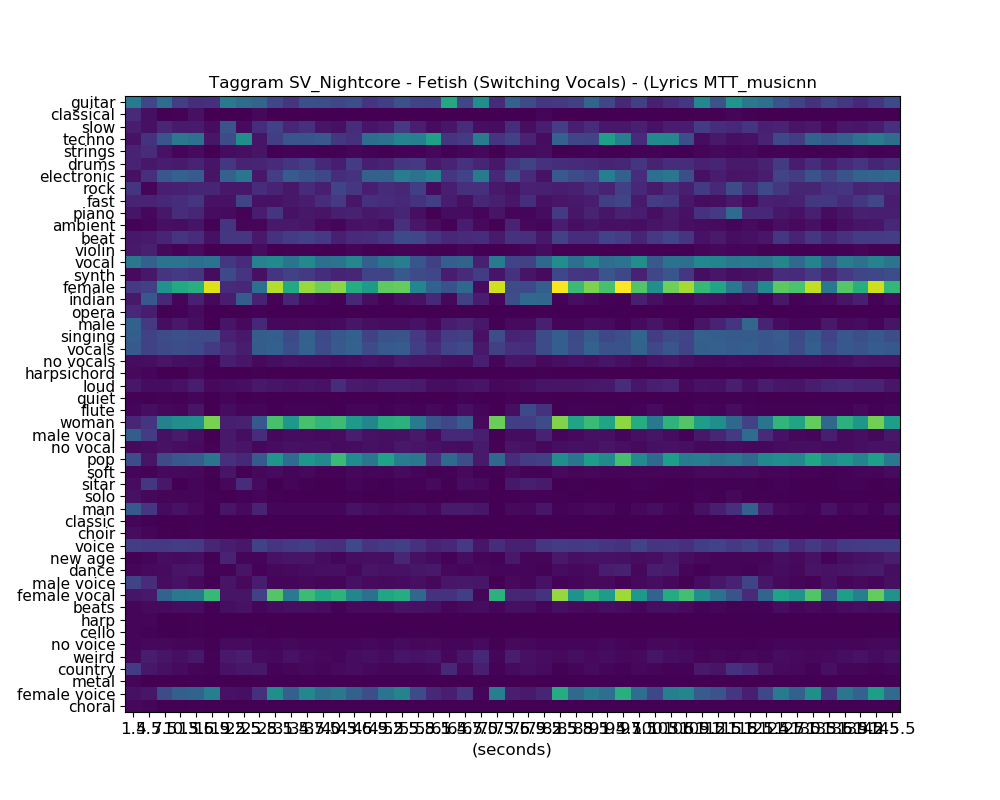 Taggram SV_Nightcore - Fetish (Switching Vocals) - (Lyrics MTT_musicnn
guitar
classical
slow
techno
strings
drums
electronic
rock
fast
piano
ambient
beat
violin
vocal
synth
female
indian
opera
male
singing
vocals
no vocals
harpsichord
loud
quiet
flute
woman
male vocal
no vocal
pop
soft
sitar
solo
man
classic
choir
voice
new age
dance
male voice
female vocal
beats
harp
cello
no voice
weird
country
metal
female voice
choral
(seconds)